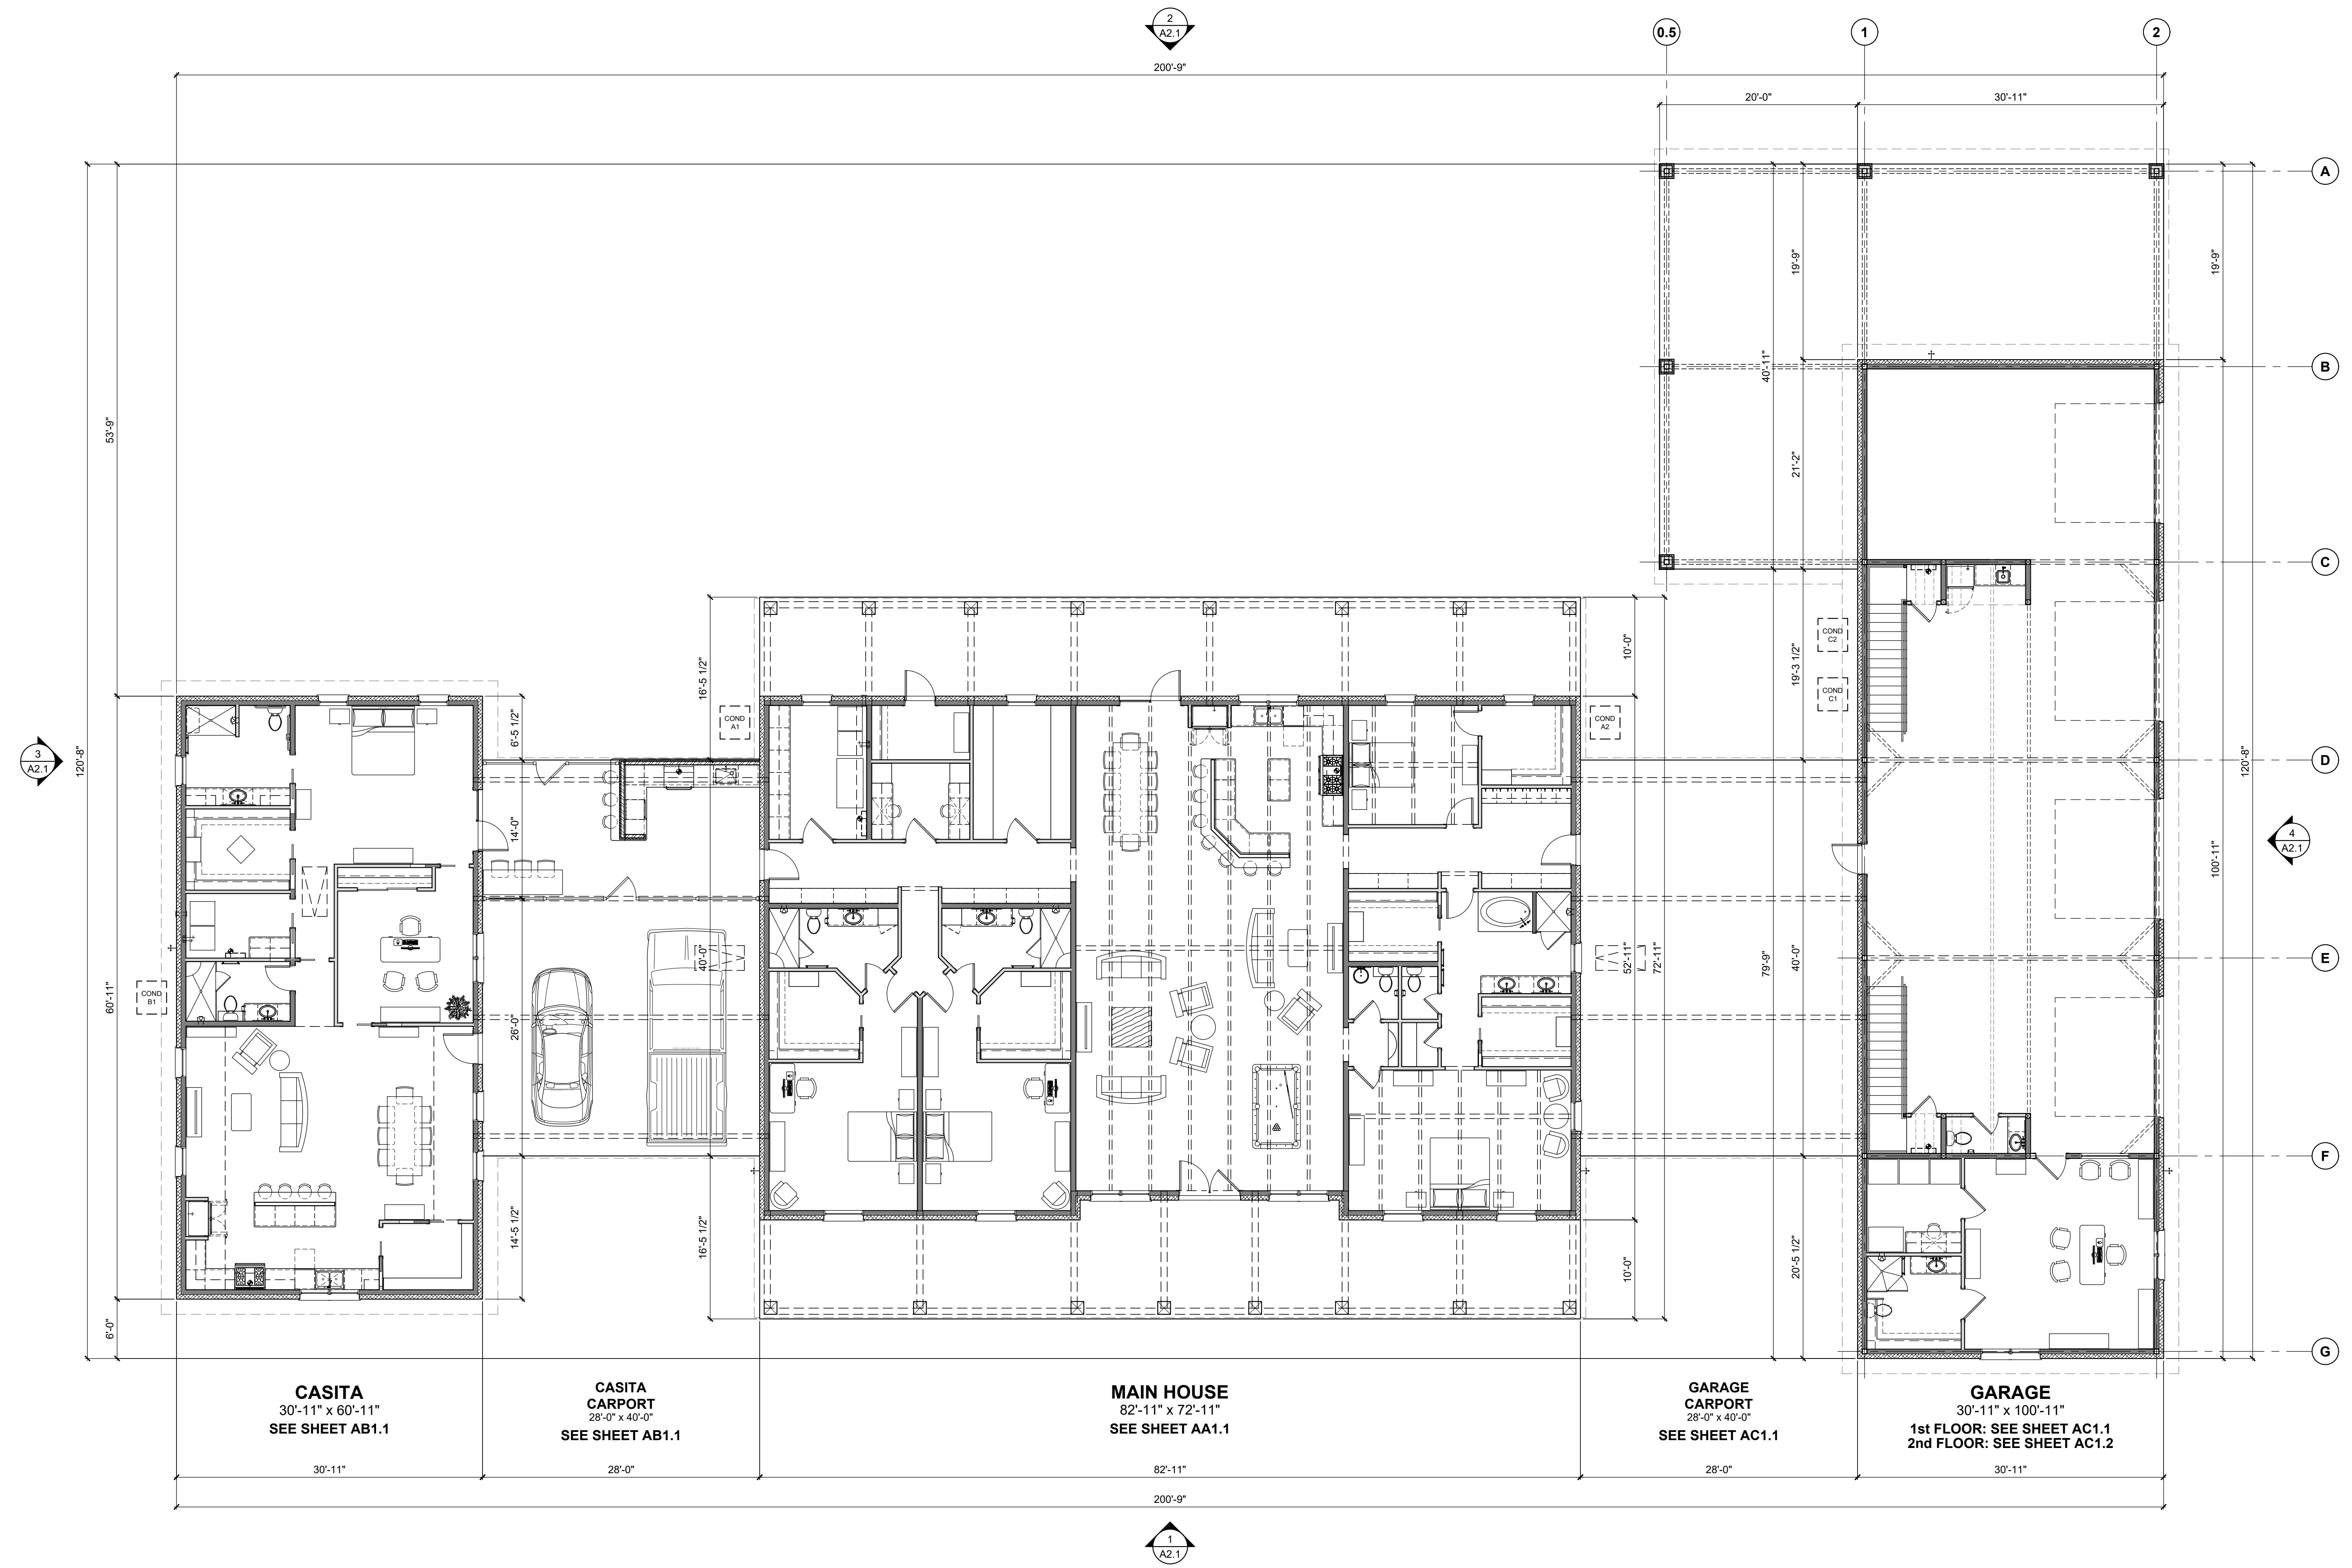 2
A2.1
0.5
1
2
200'-9"
20'-0"
30'-11"
A
B
C
D
E
F
G
53'-9"
120'-8"
60'-11"
6'-0"
3
A2.1
19'-9"
40'-11"
21'-2"
19'-9"
16'-5 1/2"
10'-0"
19'-3 1/2"
COND
C2
COND
C1
COND
A1
COND
A2
6'-5 1/2"
14'-0"
40'-0"
26'-0"
14'-5 1/2"
16'-5 1/2"
COND
B1
52'-11"
72'-11"
79'-9"
40'-0"
10'-0"
20'-5 1/2"
100'-11"
120'-8"
4
A2.1
CASITA
30'-11" x 60'-11"
SEE SHEET AB1.1
CASITA
CARPORT
28'-0" x 40'-0"
SEE SHEET AB1.1
MAIN HOUSE
82'-11" x 72'-11"
SEE SHEET AA1.1
GARAGE
CARPORT
28'-0" x 40'-0"
SEE SHEET AC1.1
GARAGE
30'-11" x 100'-11"
1st FLOOR: SEE SHEET AC1.1
2nd FLOOR: SEE SHEET AC1.2
30'-11"
28'-0"
82'-11"
28'-0"
30'-11"
200'-9"
1
A2.1